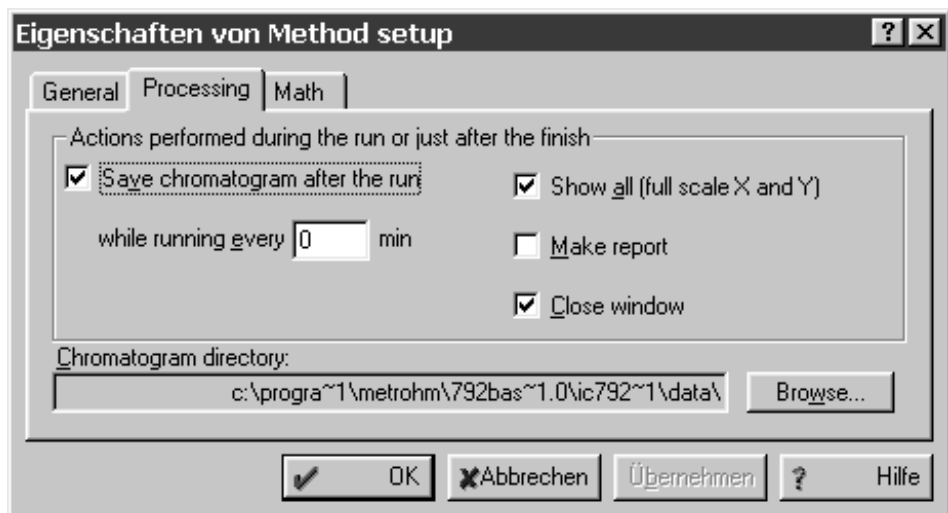 Eigenschaften von Method setup
General Processing Math
Actions performed during the run or just after the finish
Save chromatogram after the run
Show all (full scale X and Y)
while running every 0 min
Make report
Close window
Chromatogram directory:
c:\progra~1\metrohm\792bas~1.0\ic792~1\data\ Browse...
OK Abbrechen Übernehmen Hilfe